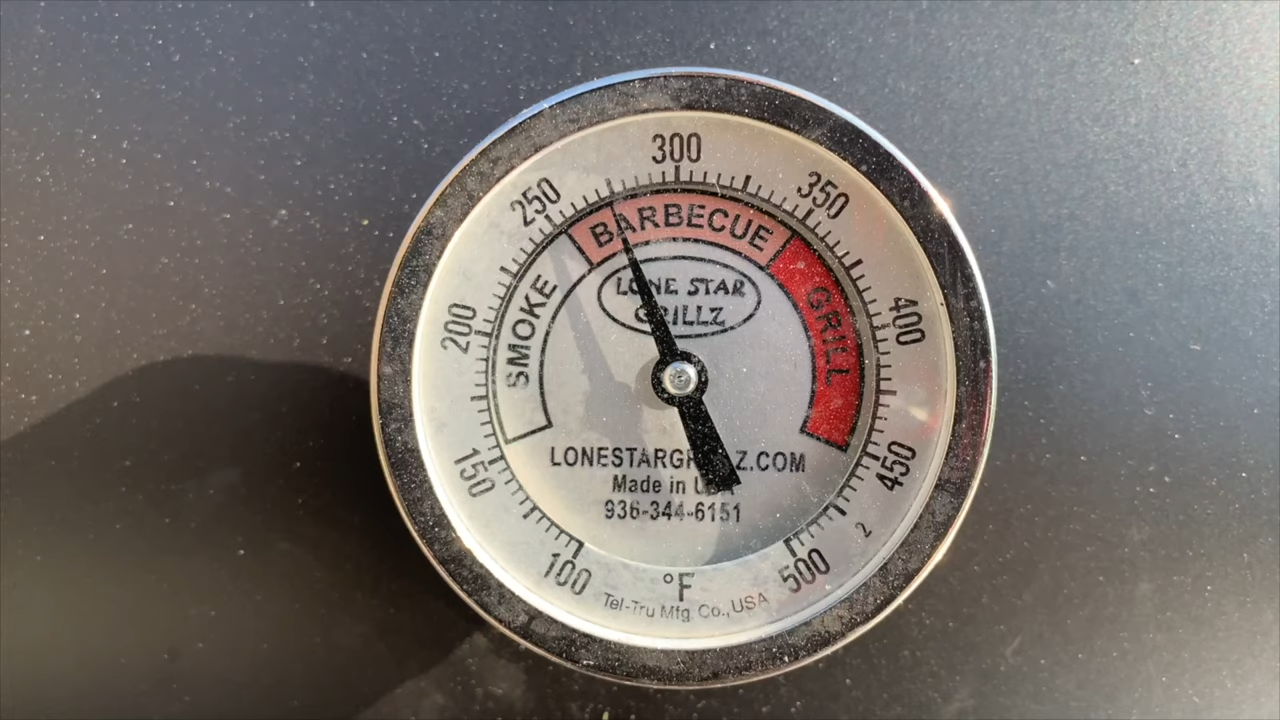 300
250
350
200
400
150
450
100
500
BARBECUE
SMOKE
GRILL
LONE STAR
GRILLZ
LONESTARGRILLZ.COM
Made in USA
936-344-6151
2
°F
Tel-Tru Mfg. Co., USA